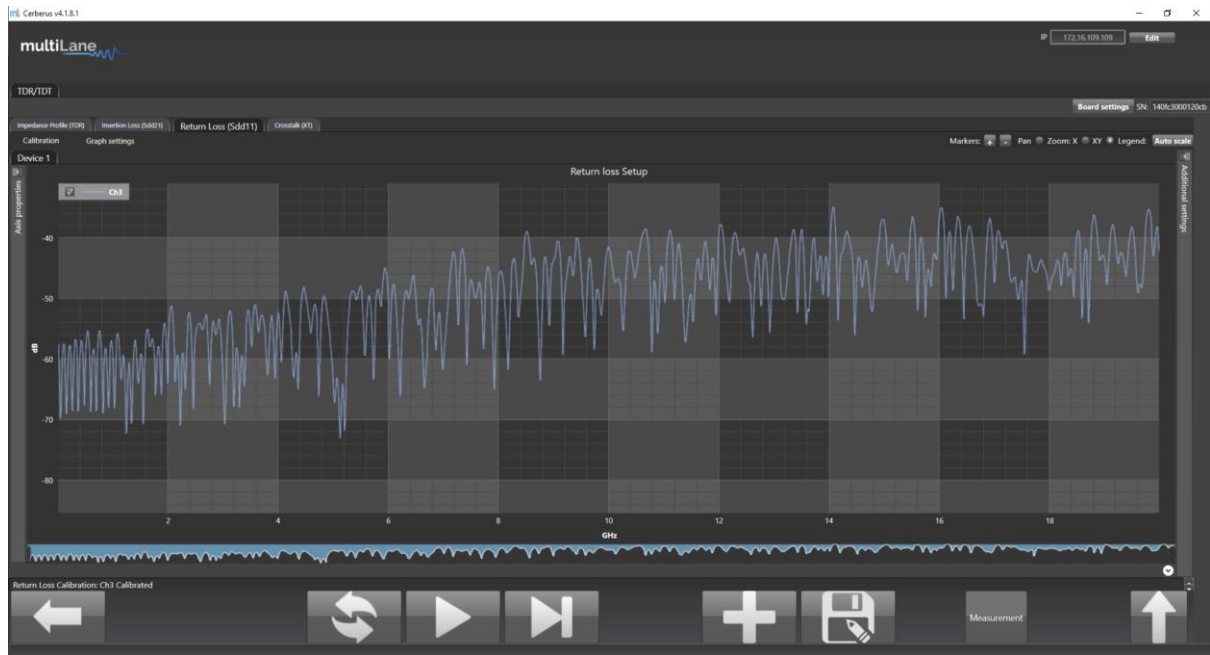 mlL Cerberus v4.1.8.1
multiLane
IP 172.16.109.109 Edit
TDR/TDT
Board settings SN: 140fc3000120cb
Impedance Profile (TDR) Insertion Loss (Sdd21) Return Loss (Sdd11) Crosstalk (XT)
Calibration Graph settings Markers: + - Pan Zoom: X XY Legend: Auto scale
Device 1
Return loss Setup
Axis properties
Additional settings
Ch3
-40
-50
dB
-60
-70
-80
2 4 6 8 10 12 14 16 18
GHz
Return Loss Calibration: Ch3 Calibrated
Measurement